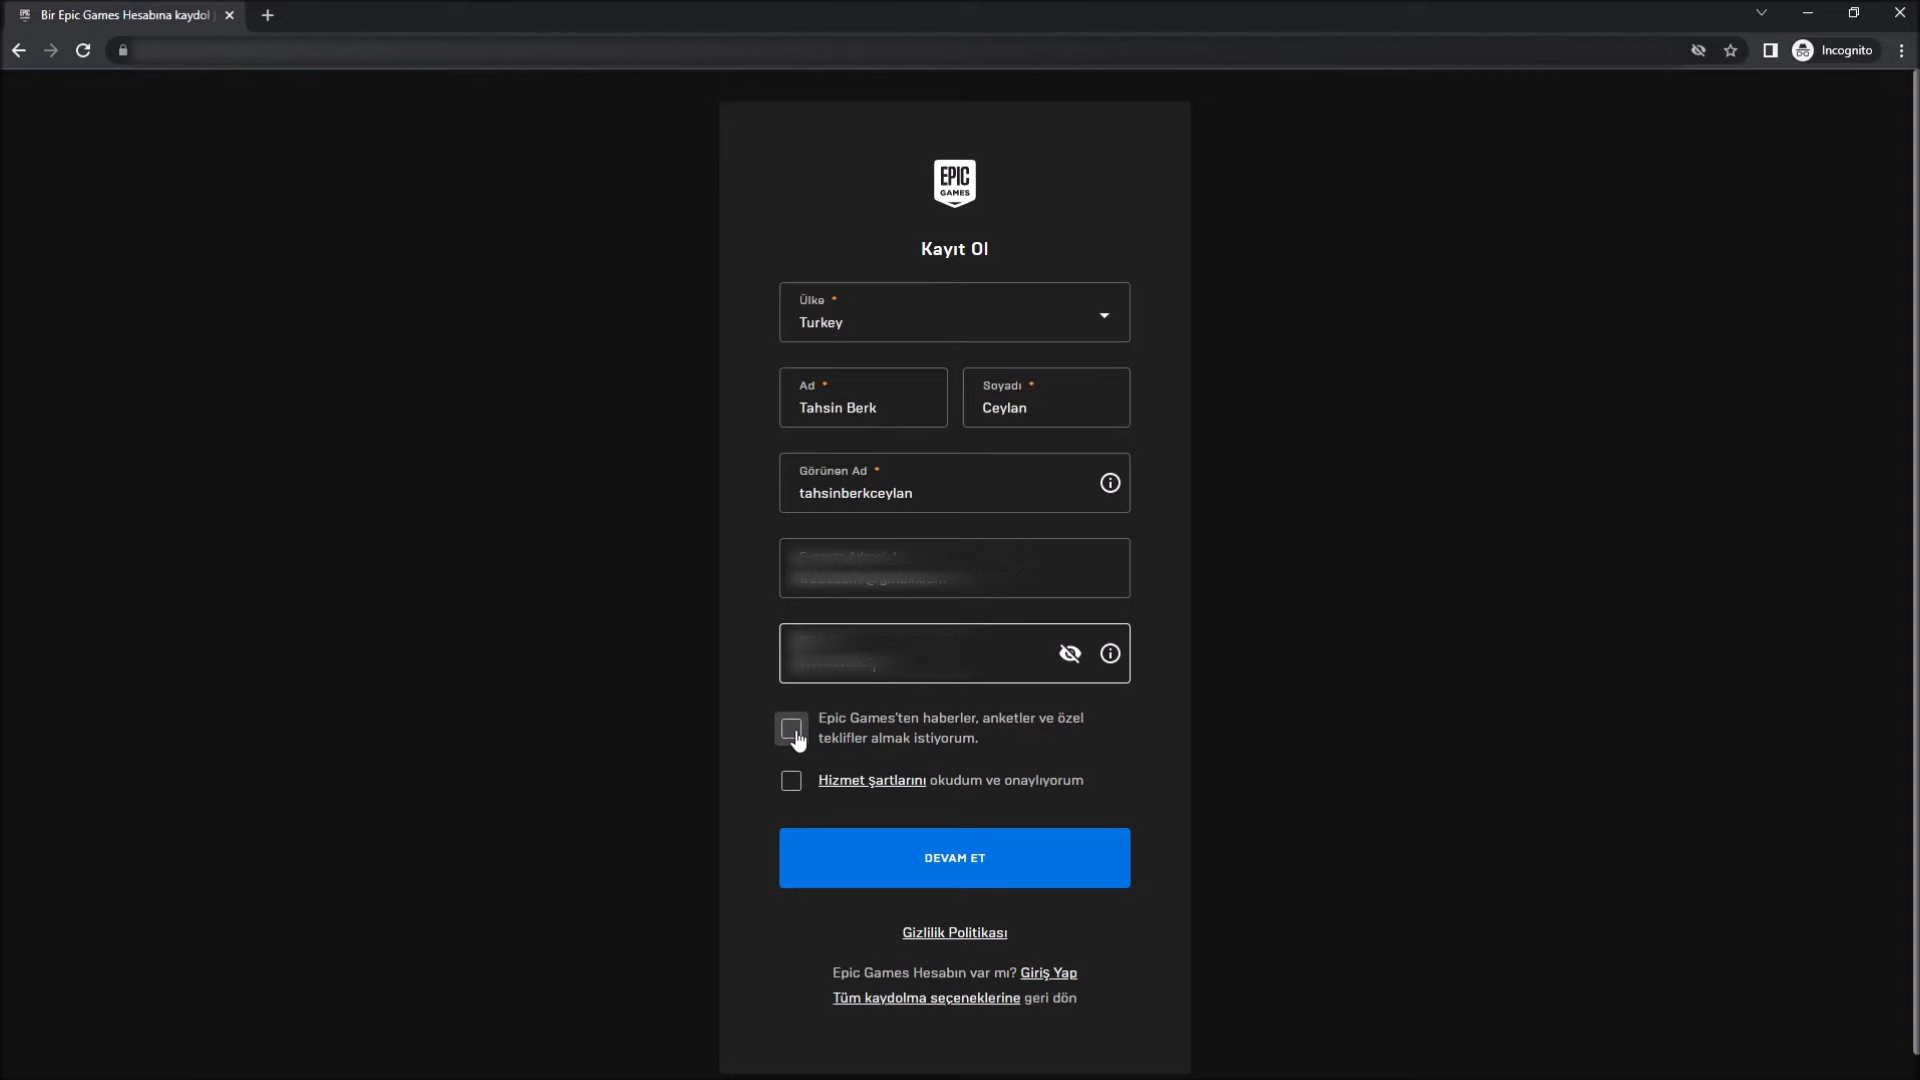 Bir Epic Games Hesabına kaydol
Incognito
EPIC
GAMES
Kayıt Ol
Ülke *
Turkey
Ad *
Soyadı *
Tahsin Berk
Ceylan
Görünen Ad *
tahsinberkceylan
Epic Games'ten haberler, anketler ve özel
teklifler almak istiyorum.
Hizmet şartlarını okudum ve onaylıyorum
DEVAM ET
Gizlilik Politikası
Epic Games Hesabın var mı? Giriş Yap
Tüm kaydolma seçeneklerine geri dön